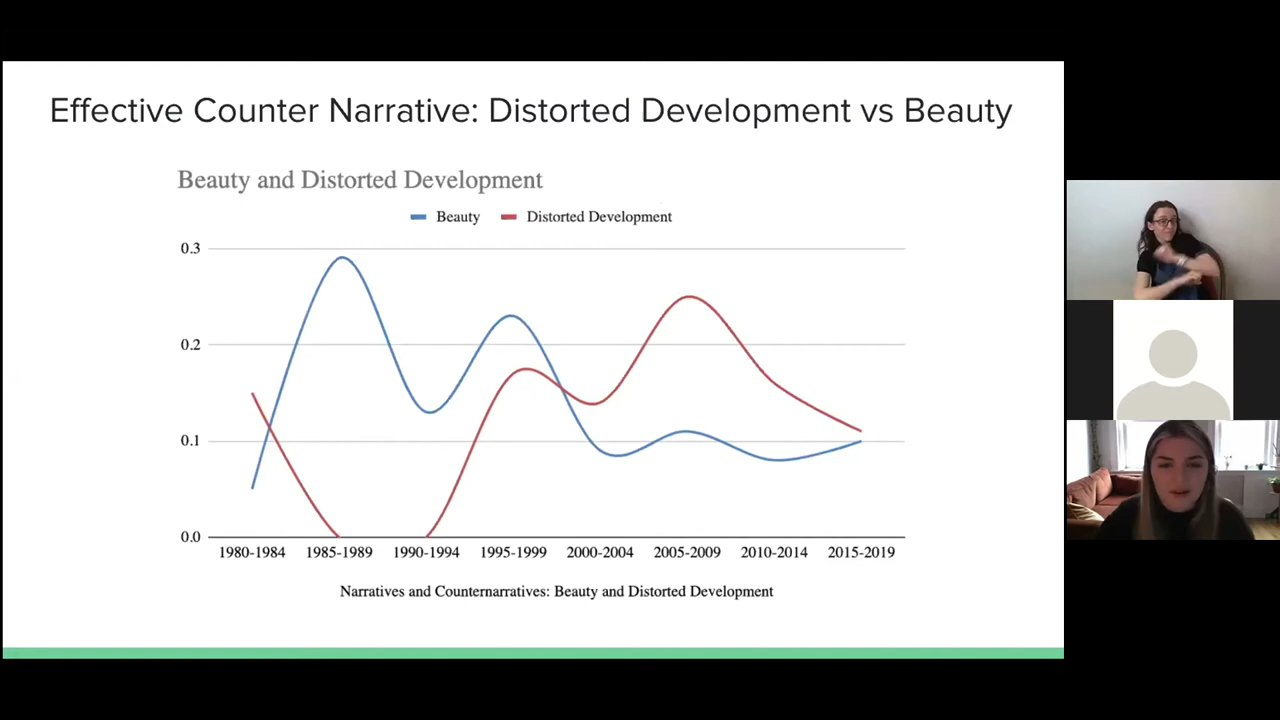 Effective Counter Narrative: Distorted Development vs Beauty
Beauty and Distorted Development
Beauty Distorted Development
0.3
0.2
0.1
0.0
1980-1984 1985-1989 1990-1994 1995-1999 2000-2004 2005-2009 2010-2014 2015-2019
Narratives and Counternarratives: Beauty and Distorted Development